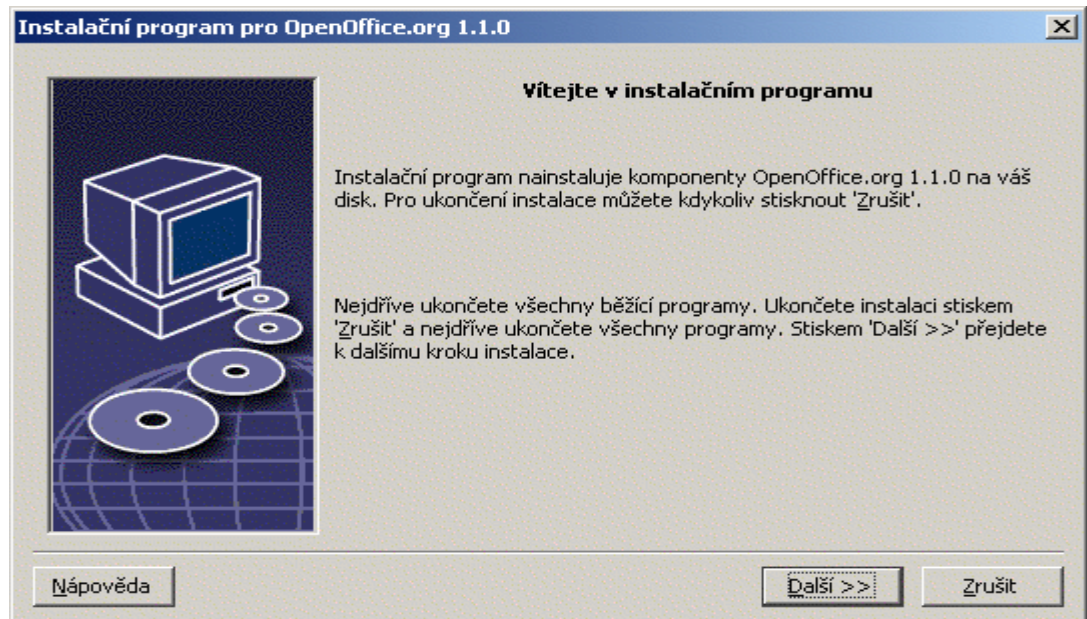 Instalační program pro OpenOffice.org 1.1.0
Vítejte v instalačním programu
Instalační program nainstaluje komponenty OpenOffice.org 1.1.0 na váš
disk. Pro ukončení instalace můžete kdykoliv stisknout 'Zrušit'.
Nejdříve ukončete všechny běžící programy. Ukončete instalaci stiskem
'Zrušit' a nejdříve ukončete všechny programy. Stiskem 'Další >>' přejdete
k dalšímu kroku instalace.
Nápověda
Další >>
Zrušit